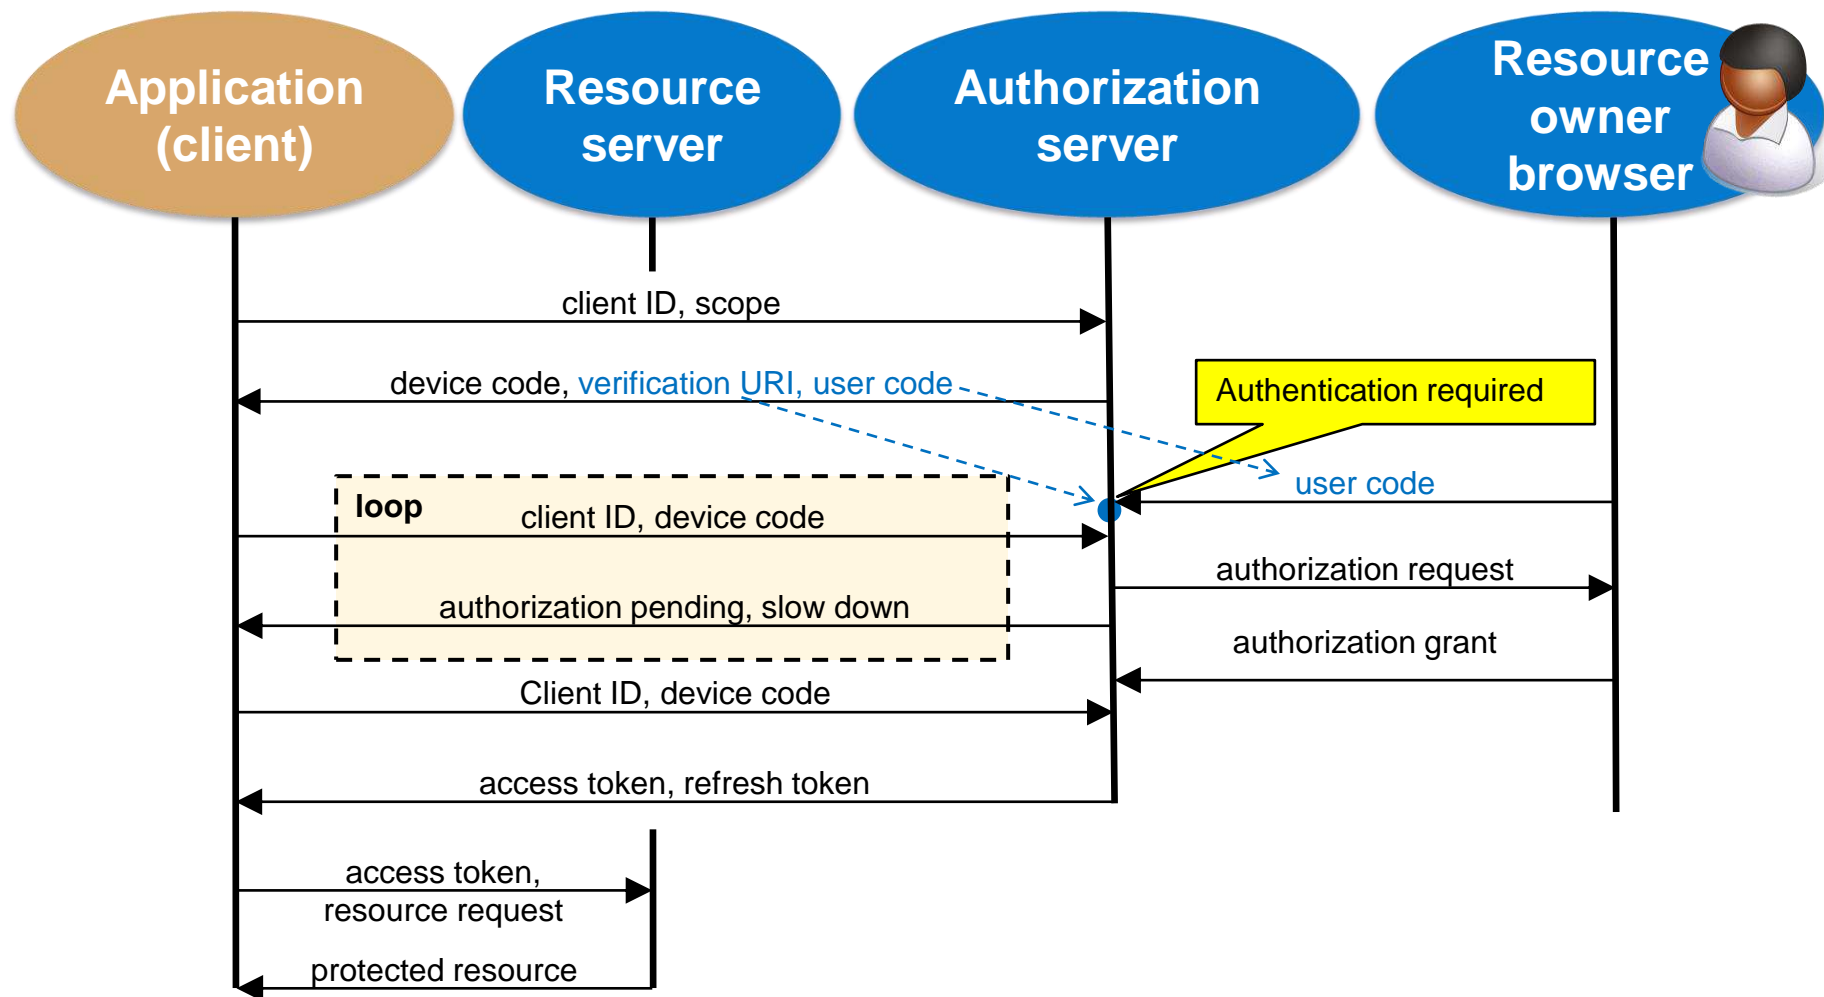 Application
(client)
Resource
server
Authorization
server
Resource
owner
browser
client ID, scope
device code, verification URI, user code
Authentication required
user code
loop
client ID, device code
authorization request
authorization pending, slow down
authorization grant
Client ID, device code
access token, refresh token
access token,
resource request
protected resource